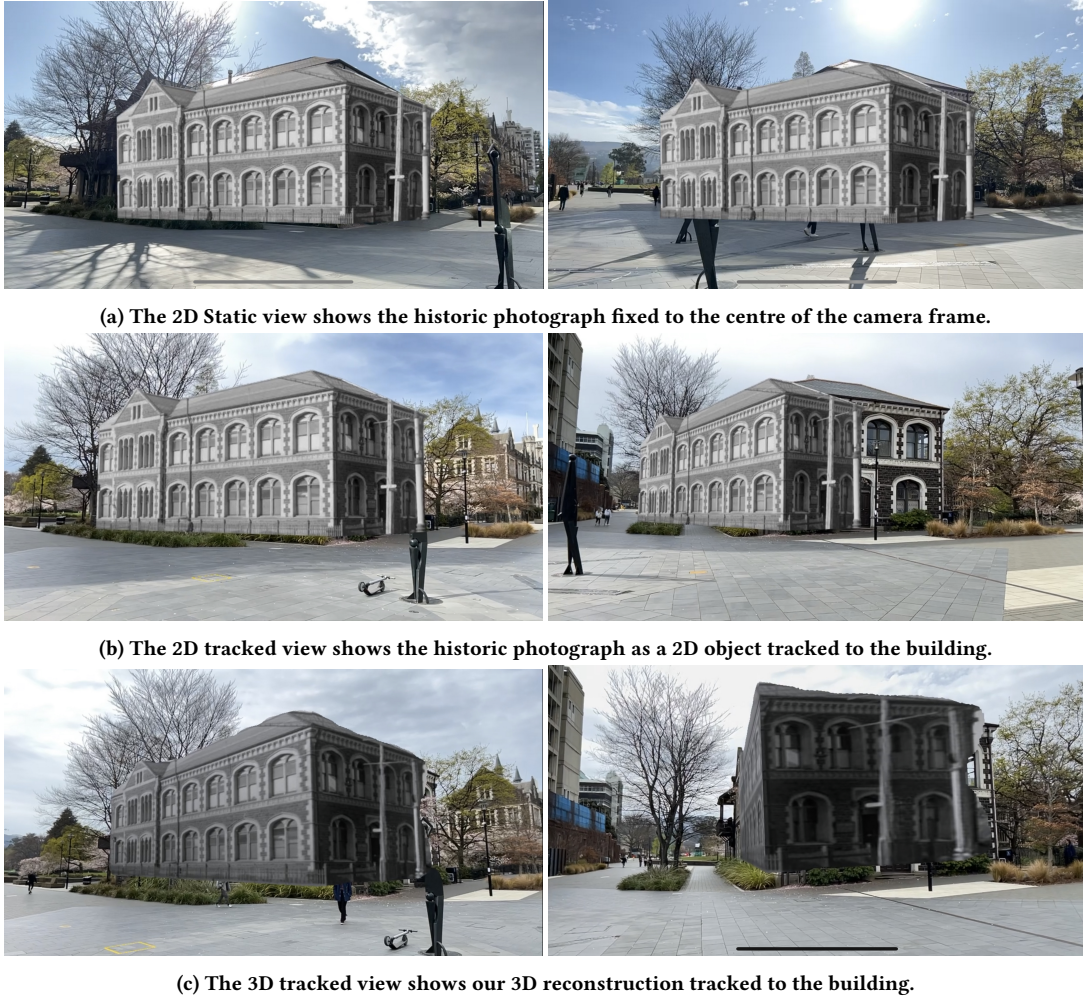 (a) The 2D Static view shows the historic photograph fixed to the centre of the camera frame.
(b) The 2D tracked view shows the historic photograph as a 2D object tracked to the building.
(c) The 3D tracked view shows our 3D reconstruction tracked to the building.